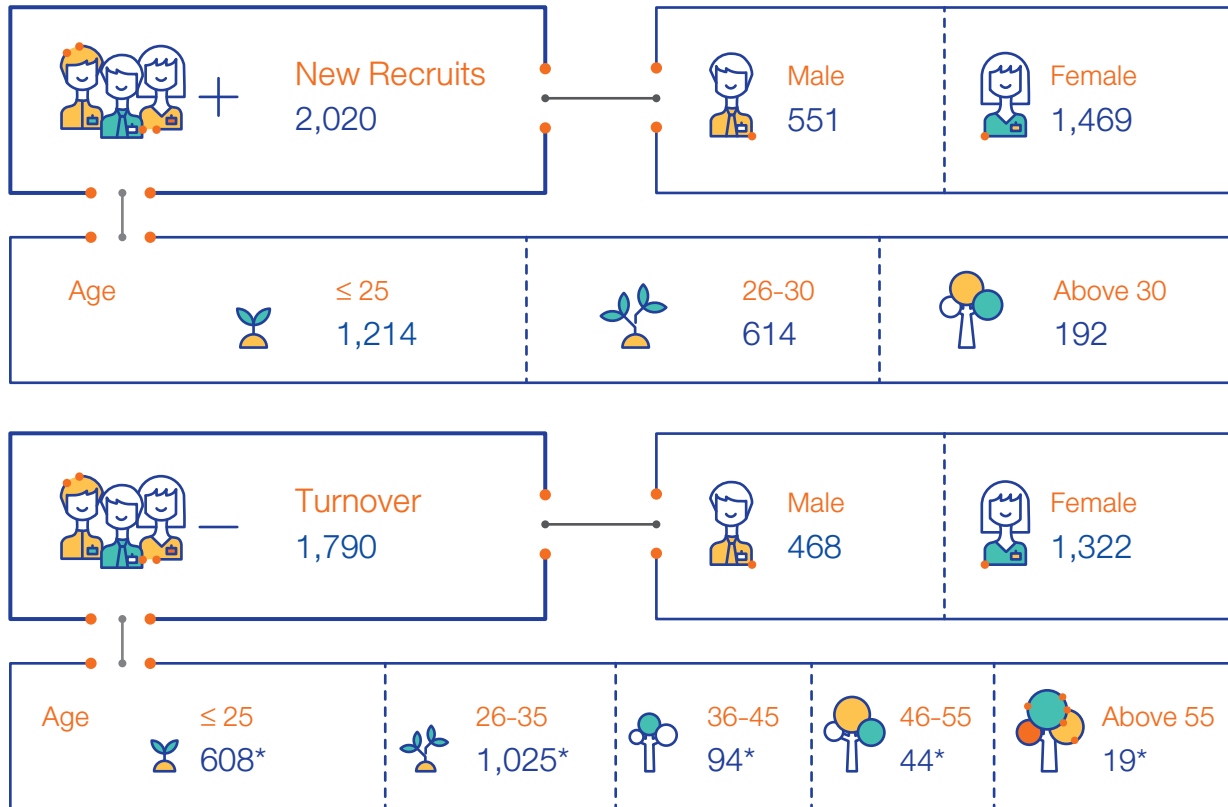 New Recruits
2,020
Male
551
Female
1,469
Age
≤ 25
1,214
26-30
614
Above 30
192
Turnover
1,790
Male
468
Female
1,322
Age
≤ 25
608*
26-35
1,025*
36-45
94*
46-55
44*
Above 55
19*